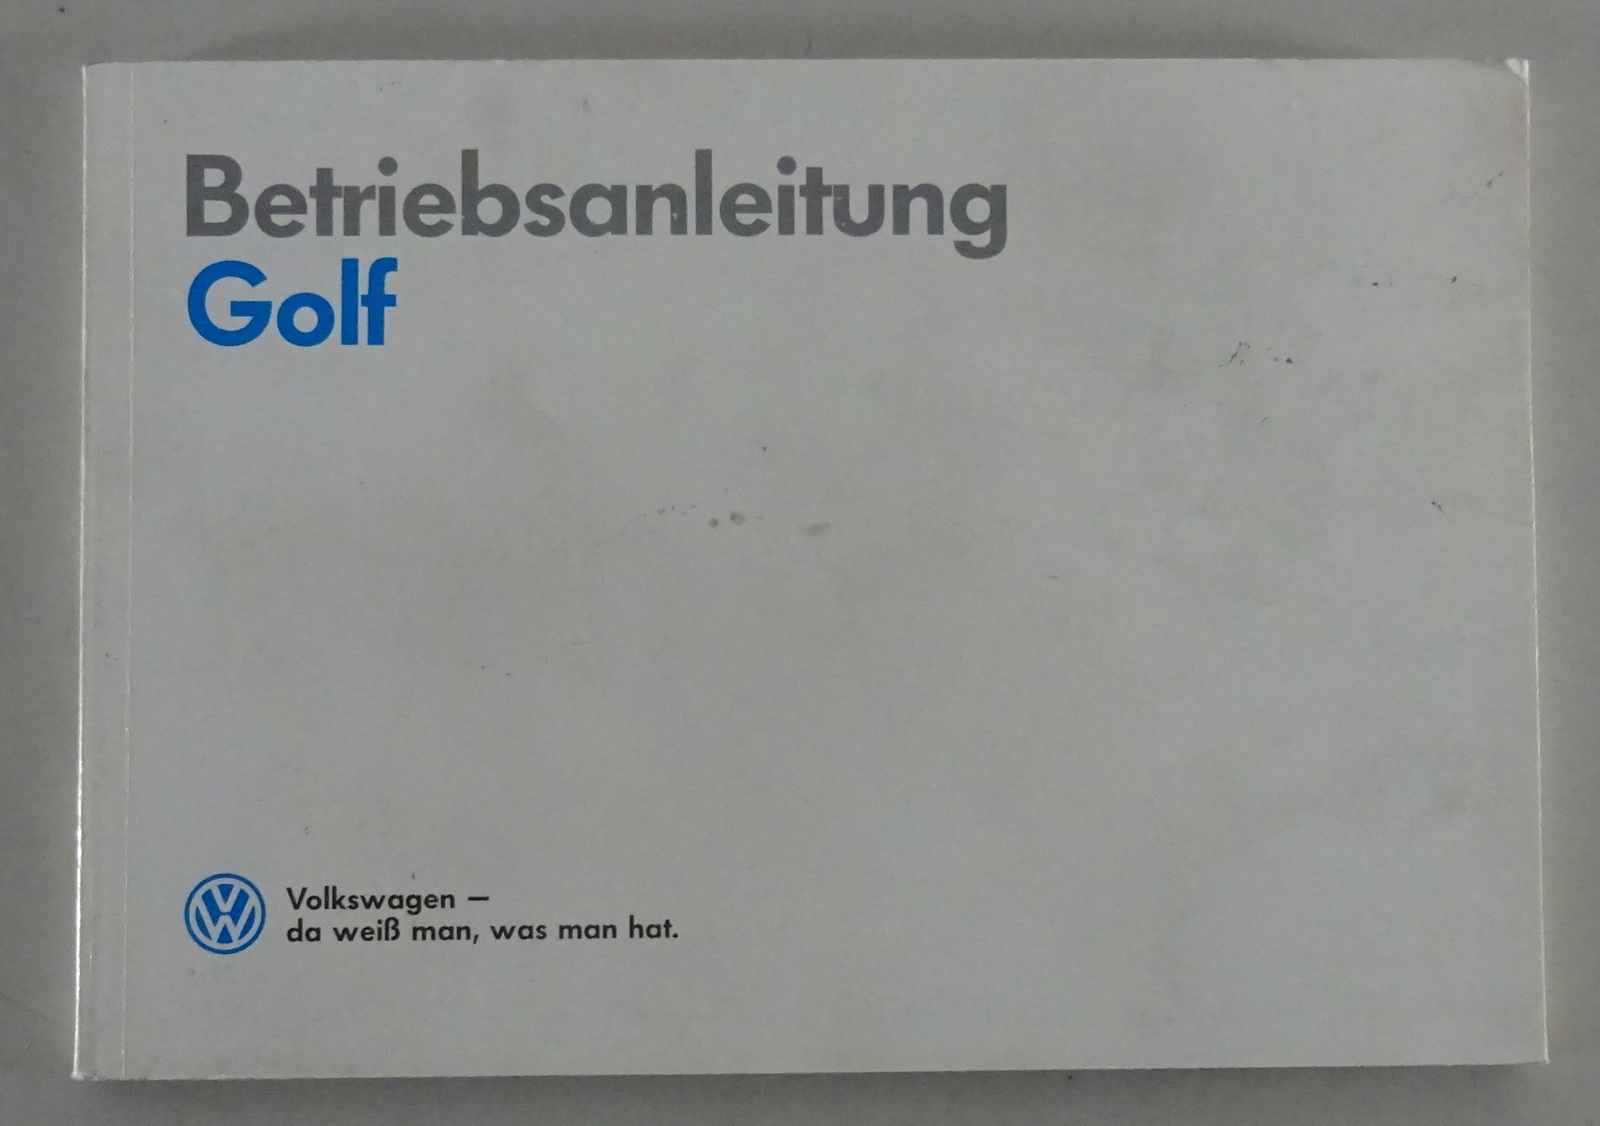 Betriebsanleitung
Golf
Volkswagen –
da weiß man, was man hat.